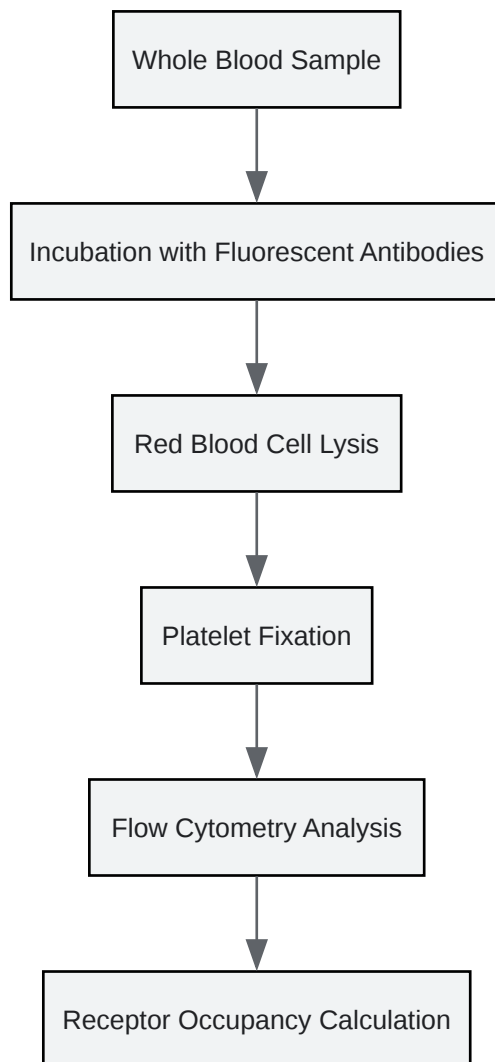 Whole Blood Sample
Incubation with Fluorescent Antibodies
Red Blood Cell Lysis
Platelet Fixation
Flow Cytometry Analysis
Receptor Occupancy Calculation